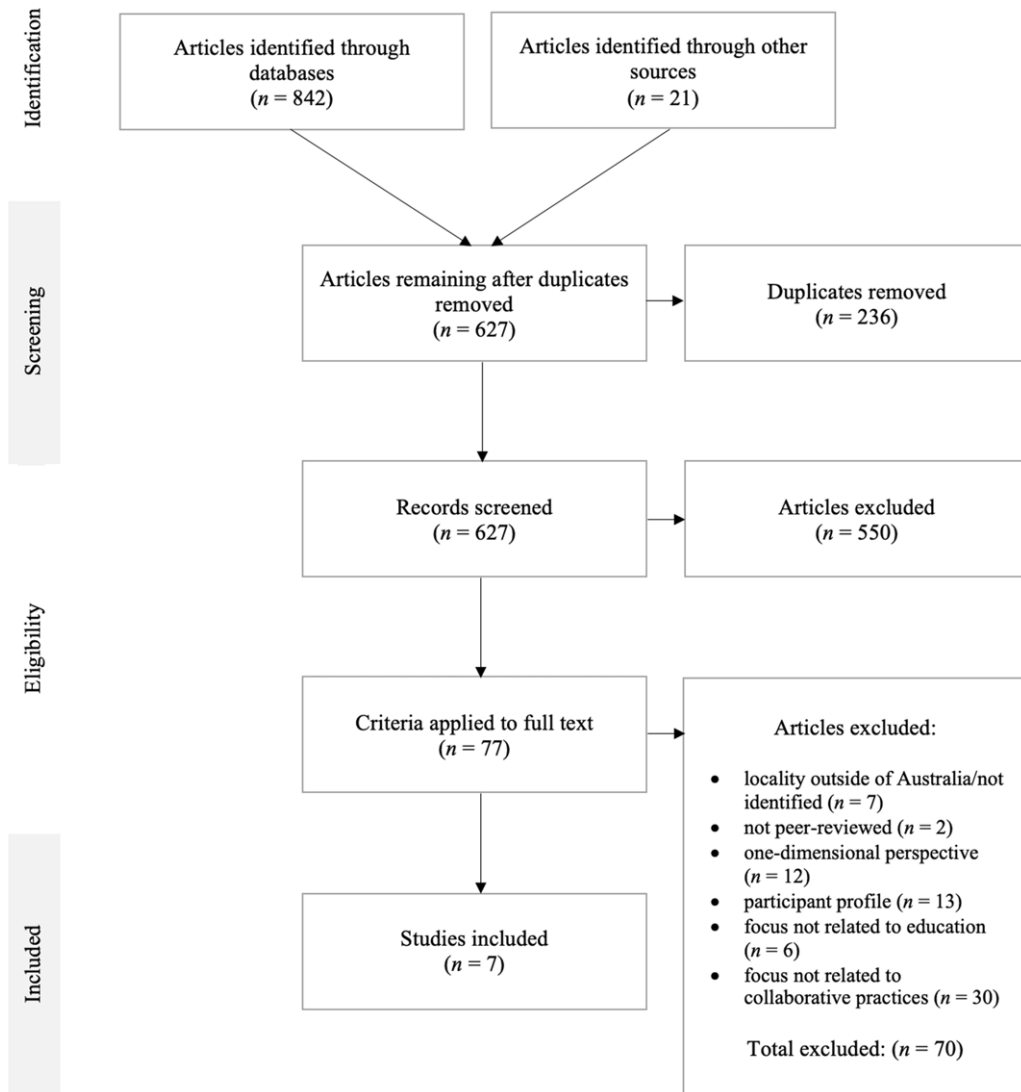 Identification
Articles identified through
databases
(n = 842)
Articles identified through other
sources
(n = 21)
Screening
Articles remaining after duplicates
removed
(n = 627)
Duplicates removed
(n = 236)
Records screened
(n = 627)
Articles excluded
(n = 550)
Eligibility
Criteria applied to full text
(n = 77)
Articles excluded:
• locality outside of Australia/not
identified (n = 7)
• not peer-reviewed (n = 2)
• one-dimensional perspective
(n = 12)
• participant profile (n = 13)
• focus not related to education
(n = 6)
• focus not related to
collaborative practices (n = 30)
Total excluded: (n = 70)
Included
Studies included
(n = 7)